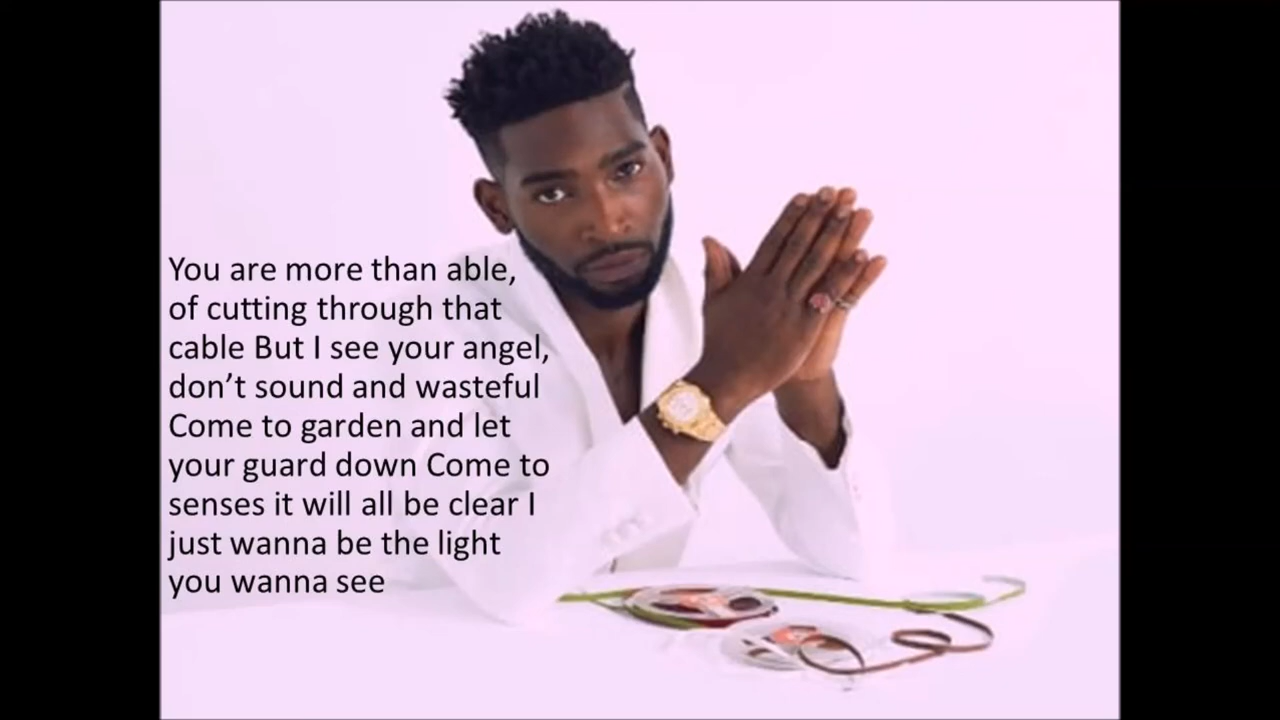 You are more than able,
of cutting through that
cable But I see your angel,
don’t sound and wasteful
Come to garden and let
your guard down Come to
senses it will all be clear I
just wanna be the light
you wanna see